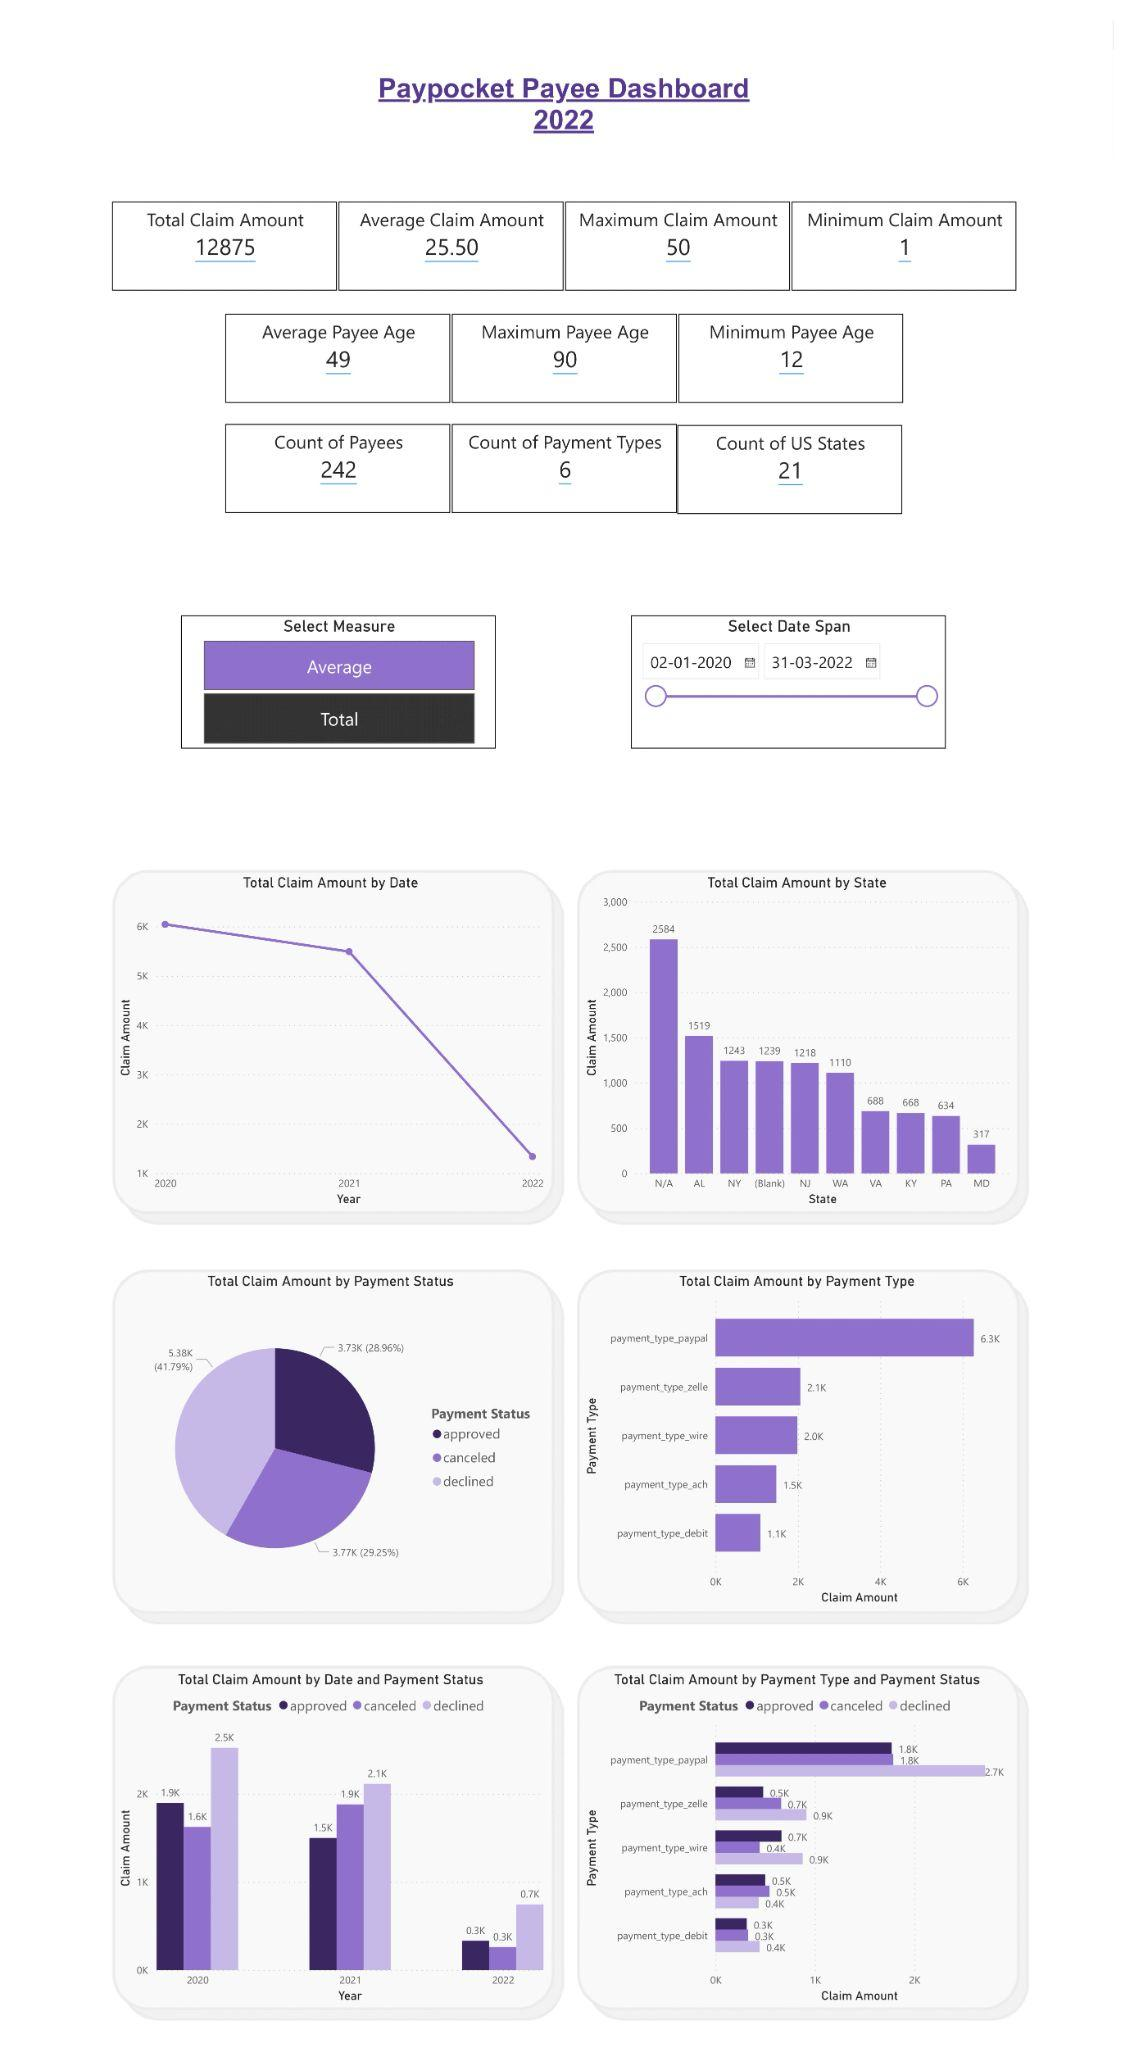 Paypocket Payee Dashboard
2022
Total Claim Amount
12875
Average Claim Amount
25.50
Maximum Claim Amount
50
Minimum Claim Amount
1
Average Payee Age
49
Maximum Payee Age
90
Minimum Payee Age
12
Count of Payees
242
Count of Payment Types
6
Count of US States
21
Select Measure
Average
Total
Select Date Span
02-01-2020
31-03-2022
Total Claim Amount by Date
Claim Amount
6K
5K
4K
3K
2K
1K
2020
2021
2022
Year
Total Claim Amount by State
Claim Amount
3,000
2,500
2,000
1,500
1,000
500
0
2584
1519
1243
1239
1218
1110
688
668
634
317
N/A
AL
NY
(Blank)
NJ
WA
VA
KY
PA
MD
State
Total Claim Amount by Payment Status
5.38K
(41.79%)
3.73K (28.96%)
3.77K (29.25%)
Payment Status
approved
canceled
declined
Total Claim Amount by Payment Type
Payment Type
payment_type_paypal
6.3K
payment_type_zelle
2.1K
payment_type_wire
2.0K
payment_type_ach
1.5K
payment_type_debit
1.1K
0K
2K
4K
6K
Claim Amount
Total Claim Amount by Date and Payment Status
Payment Status approved canceled declined
Claim Amount
2K
1K
0K
1.9K
1.6K
2.5K
1.5K
1.9K
2.1K
0.3K
0.3K
0.7K
2020
2021
2022
Year
Total Claim Amount by Payment Type and Payment Status
Payment Status approved canceled declined
Payment Type
payment_type_paypal
1.8K
1.8K
2.7K
payment_type_zelle
0.5K
0.7K
0.9K
payment_type_wire
0.7K
0.4K
0.9K
payment_type_ach
0.5K
0.5K
0.4K
payment_type_debit
0.3K
0.3K
0.4K
0K
1K
2K
Claim Amount